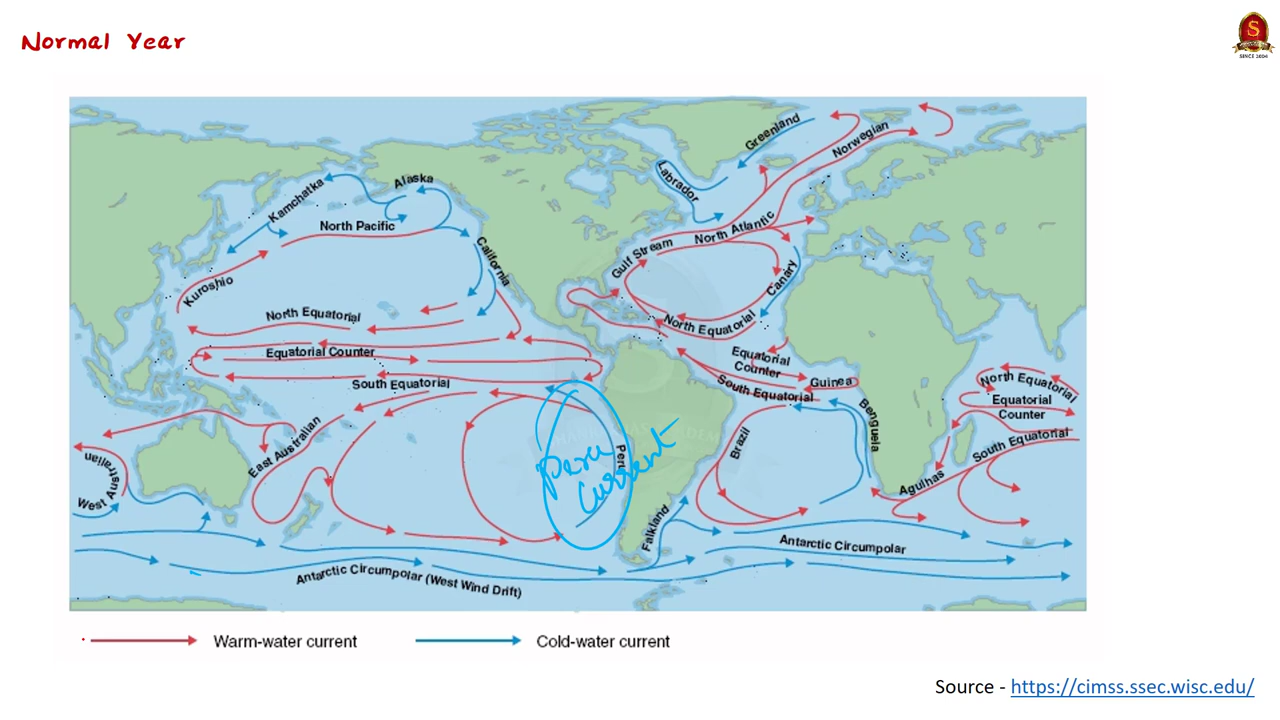 Normal Year
S
SINCE 2004
Greenland
Norwegian
Labrador
Alaska
Kamchatka
North Pacific
North Atlantic
Gulf Stream
California
Canary
Kuroshio
North Equatorial
North Equatorial
Equatorial Counter
Equatorial
Counter
Guinea
South Equatorial
South Equatorial
North Equatorial
Equatorial
Counter
South Equatorial
Benguela
Brazil
East Australian
West Australian
Peru
Peru
Current
Agulhas
Falkland
Antarctic Circumpolar
Antarctic Circumpolar (West Wind Drift)
Warm-water current
Cold-water current
Source - https://cimss.ssec.wisc.edu/